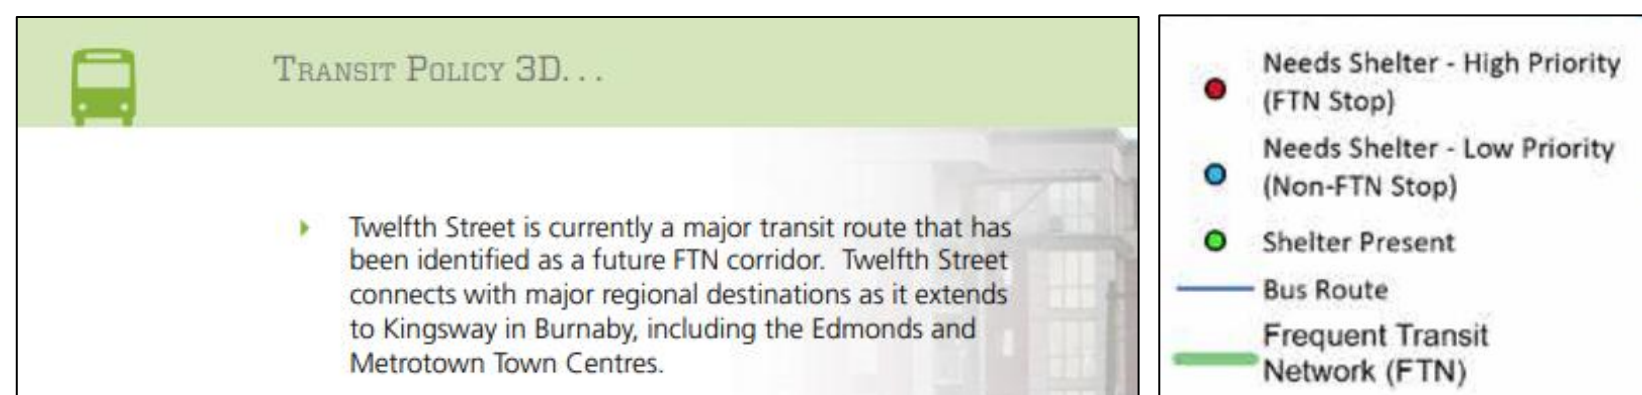 TRANSIT POLICY 3D...
Twelfth Street is currently a major transit route that has
been identified as a future FTN corridor. Twelfth Street
connects with major regional destinations as it extends
to Kingsway in Burnaby, including the Edmonds and
Metrotown Town Centres.
Needs Shelter - High Priority
(FTN Stop)
Needs Shelter - Low Priority
(Non-FTN Stop)
Shelter Present
Bus Route
Frequent Transit
Network (FTN)